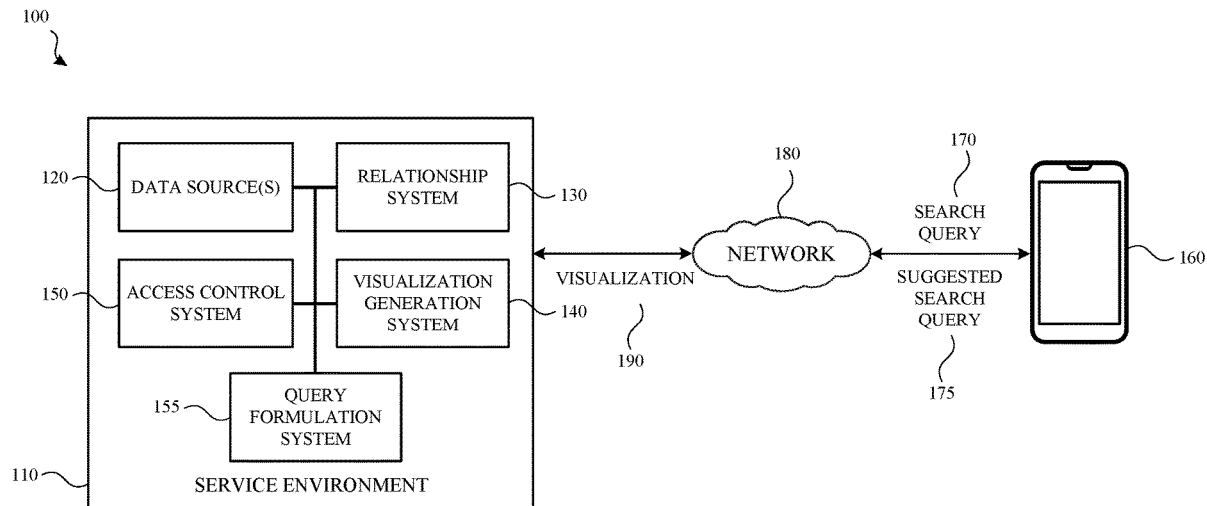 100
120
DATA SOURCE(S)
RELATIONSHIP
SYSTEM
130
150
ACCESS CONTROL
SYSTEM
VISUALIZATION
GENERATION
SYSTEM
140
155
QUERY
FORMULATION
SYSTEM
110
SERVICE ENVIRONMENT
VISUALIZATION
190
180
NETWORK
170
SEARCH
QUERY
SUGGESTED
SEARCH
QUERY
175
160